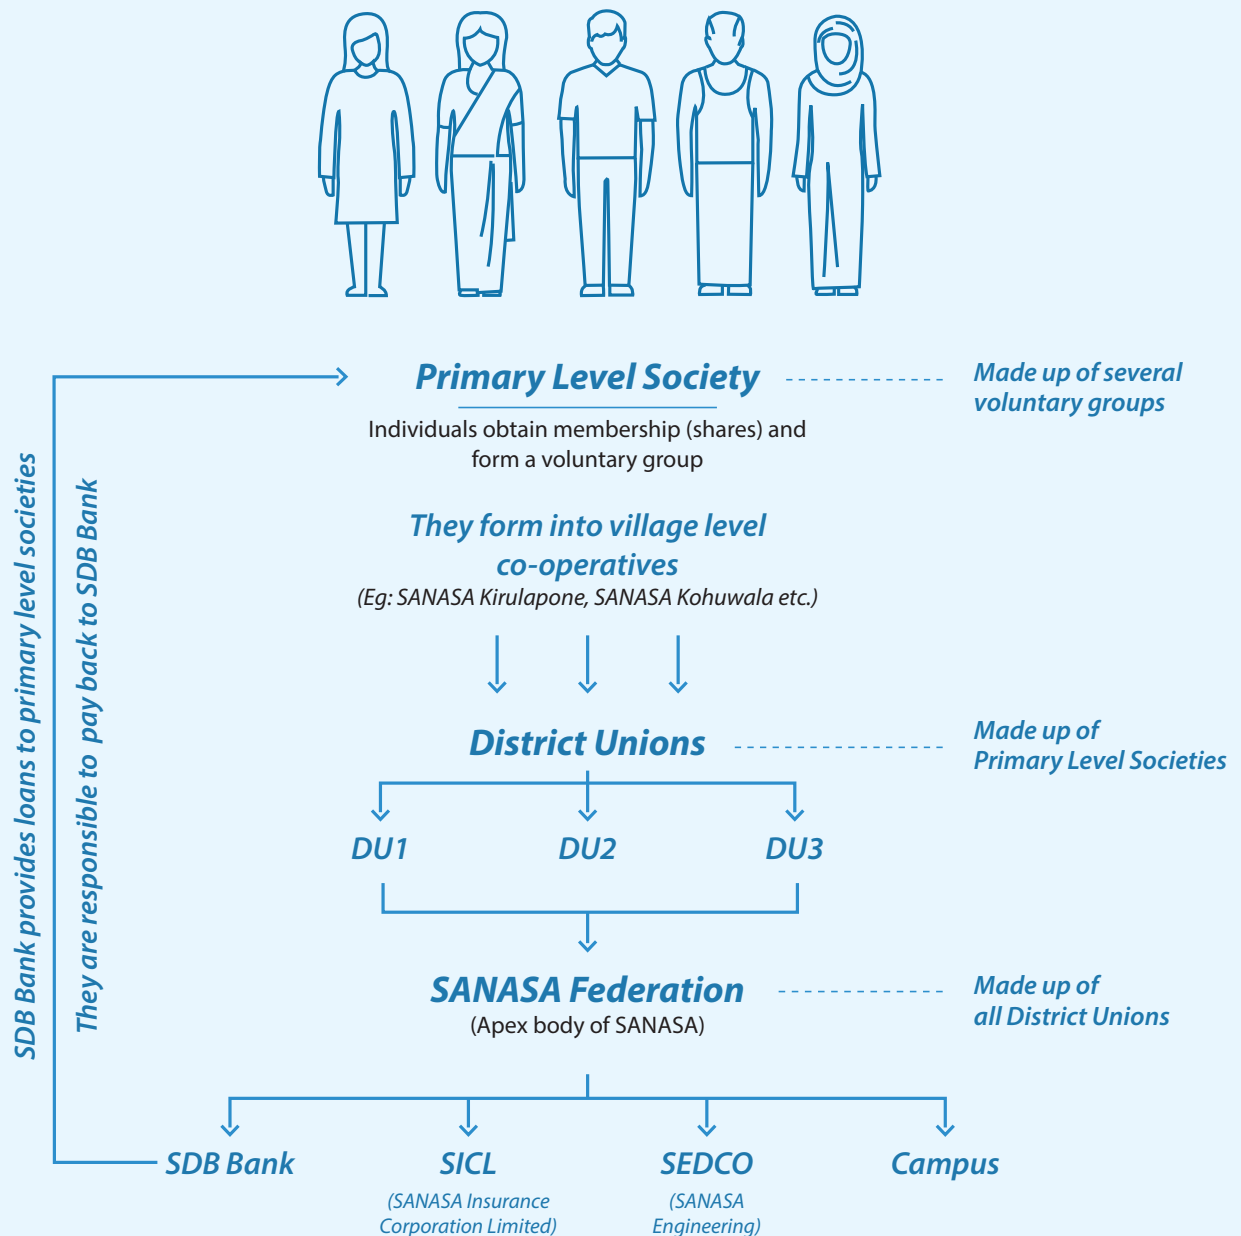 Primary Level Society
Made up of several
voluntary groups
Individuals obtain membership (shares) and
form a voluntary group
They form into village level
co-operatives
(Eg: SANASA Kirulapone, SANASA Kohuwala etc.)
SDB Bank provides loans to primary level societies
They are responsible to pay back to SDB Bank
District Unions
Made up of
Primary Level Societies
DU1
DU2
DU3
SANASA Federation
(Apex body of SANASA)
Made up of
all District Unions
SDB Bank
SICL
(SANASA Insurance
Corporation Limited)
SEDCO
(SANASA
Engineering)
Campus